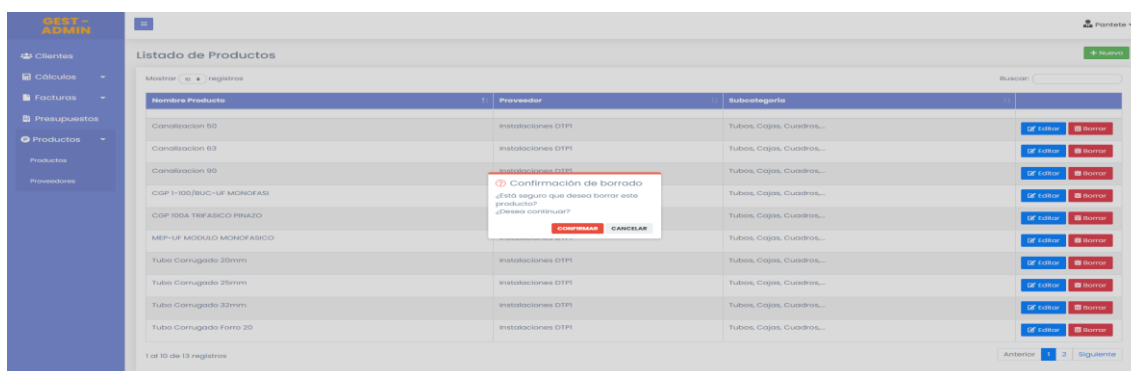 GEST-
ADMIN
Pantete
Clientes
Cálculos
Facturas
Presupuestos
Productos
Productos
Proveedores
Listado de Productos
+ Nuevo
Mostrar 10 registros
Buscar:
Nombre Producto Proveedor Subcategoría
Canalizacion 50 Instalaciones DTPI Tubos, Cajas, Cuadros,... Editar Borrar
Canalizacion 63 Instalaciones DTPI Tubos, Cajas, Cuadros,... Editar Borrar
Canalizacion 90 Instalaciones DTPI Tubos, Cajas, Cuadros,... Editar Borrar
CGP 1-100/BUC-UF MONOFASI Tubos, Cajas, Cuadros,... Editar Borrar
CGP 100A TRIFASICO PINAZO Tubos, Cajas, Cuadros,... Editar Borrar
MEP-UF MODULO MONOFASICO Instalaciones DTPI Tubos, Cajas, Cuadros,... Editar Borrar
Tubo Corrugado 20mm Instalaciones DTPI Tubos, Cajas, Cuadros,... Editar Borrar
Tubo Corrugado 25mm Instalaciones DTPI Tubos, Cajas, Cuadros,... Editar Borrar
Tubo Corrugado 32mm Instalaciones DTPI Tubos, Cajas, Cuadros,... Editar Borrar
Tubo Corrugado Forro 20 Instalaciones DTPI Tubos, Cajas, Cuadros,... Editar Borrar
Confirmación de borrado
¿Está seguro que desea borrar este
producto?
¿Desea continuar?
CONFIRMAR CANCELAR
1 al 10 de 13 registros
Anterior 1 2 Siguiente